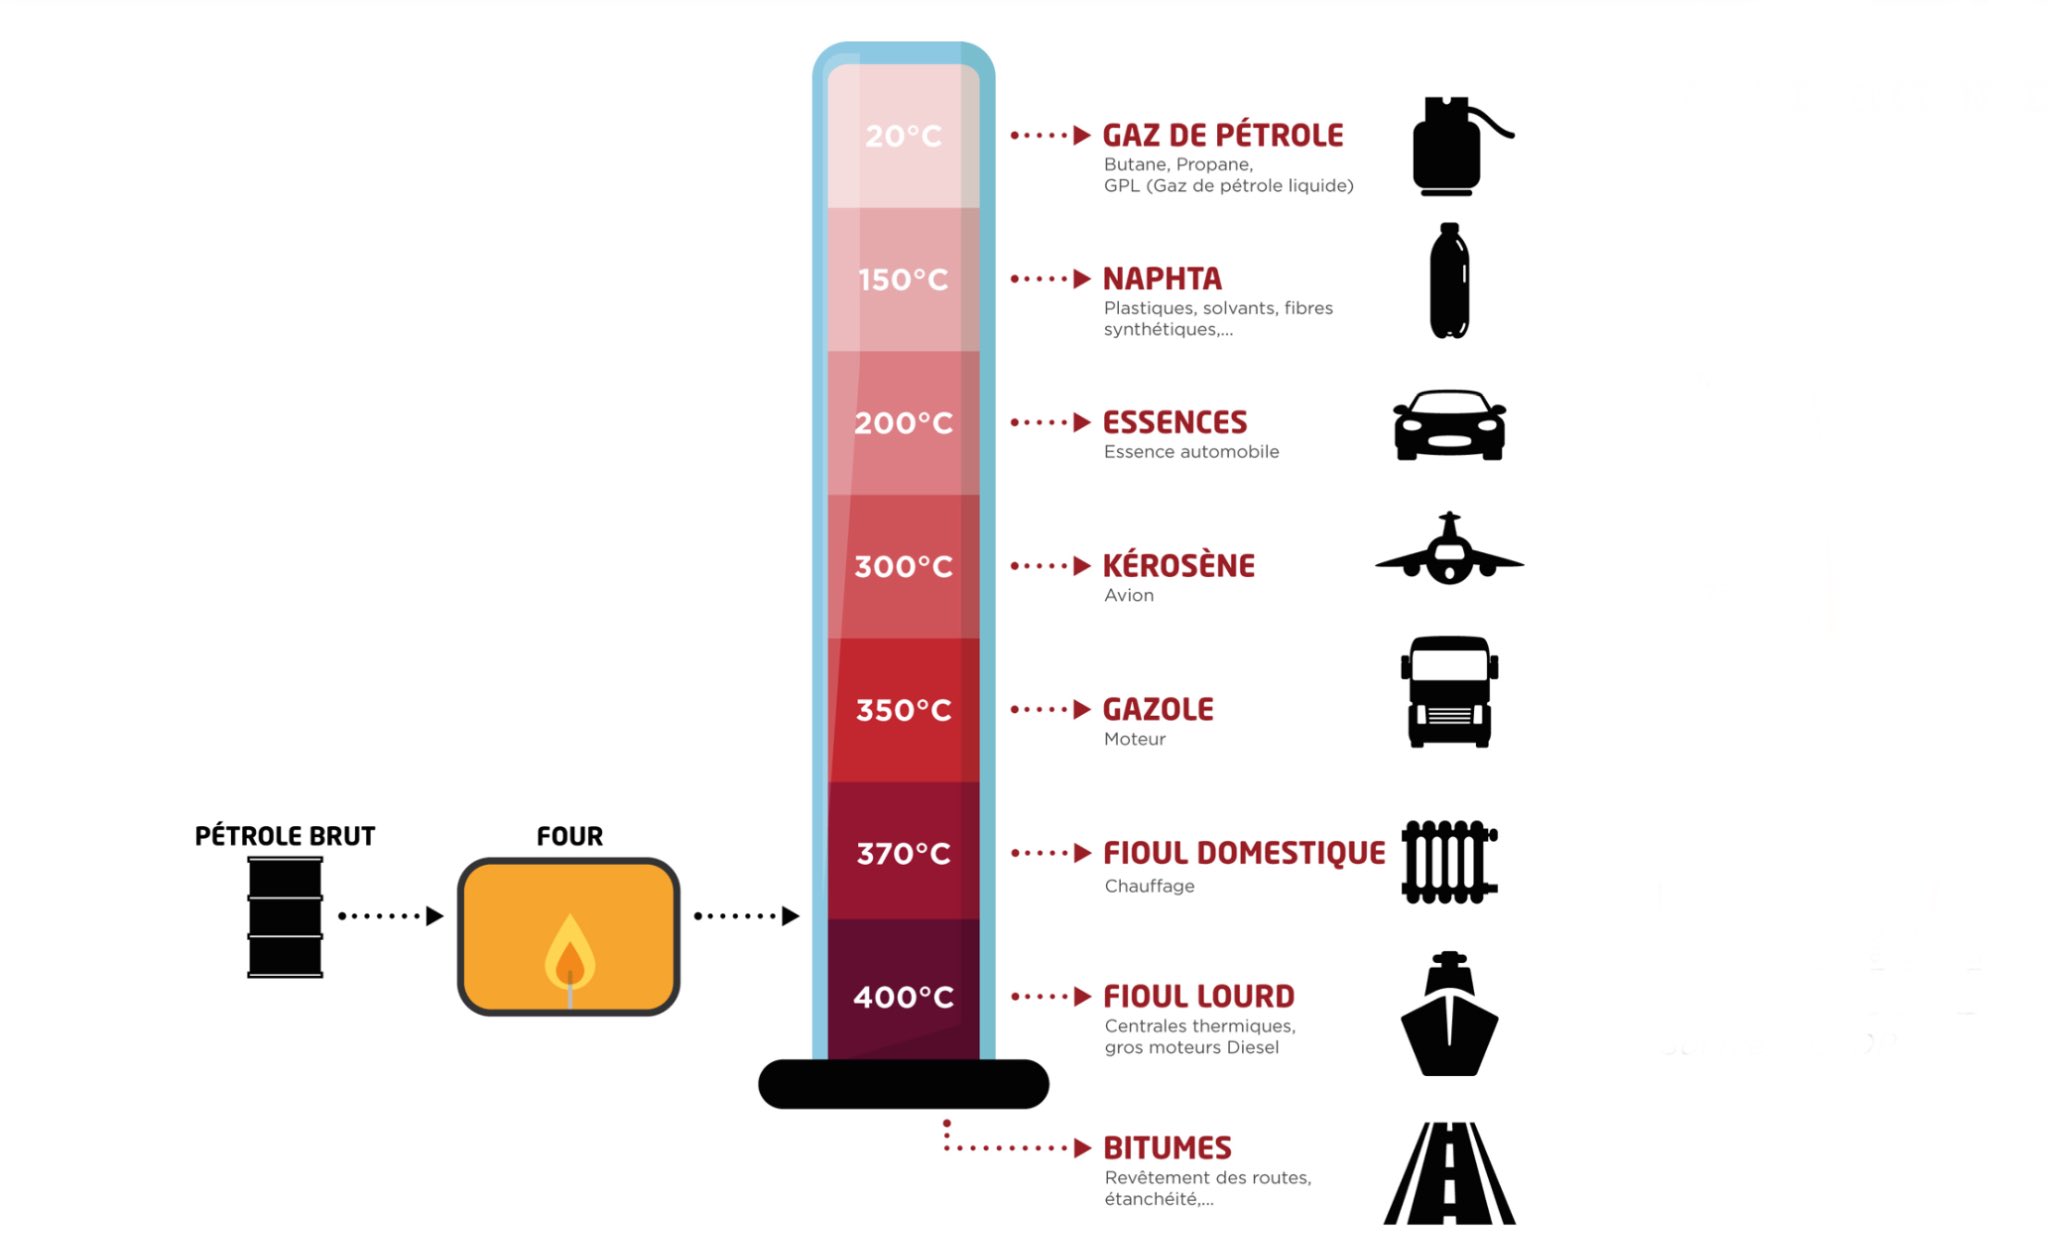 20°C
GAZ DE PÉTROLE
Butane, Propane,
GPL (Gaz de pétrole liquide)
150°C
NAPHTA
Plastiques, solvants, fibres
synthétiques,...
200°C
ESSENCES
Essence automobile
300°C
KÉROSÈNE
Avion
350°C
GAZOLE
Moteur
PÉTROLE BRUT
FOUR
370°C
FIOUL DOMESTIQUE
Chauffage
400°C
FIOUL LOURD
Centrales thermiques,
gros moteurs Diesel
BITUMES
Revêtement des routes,
étanchéité,...